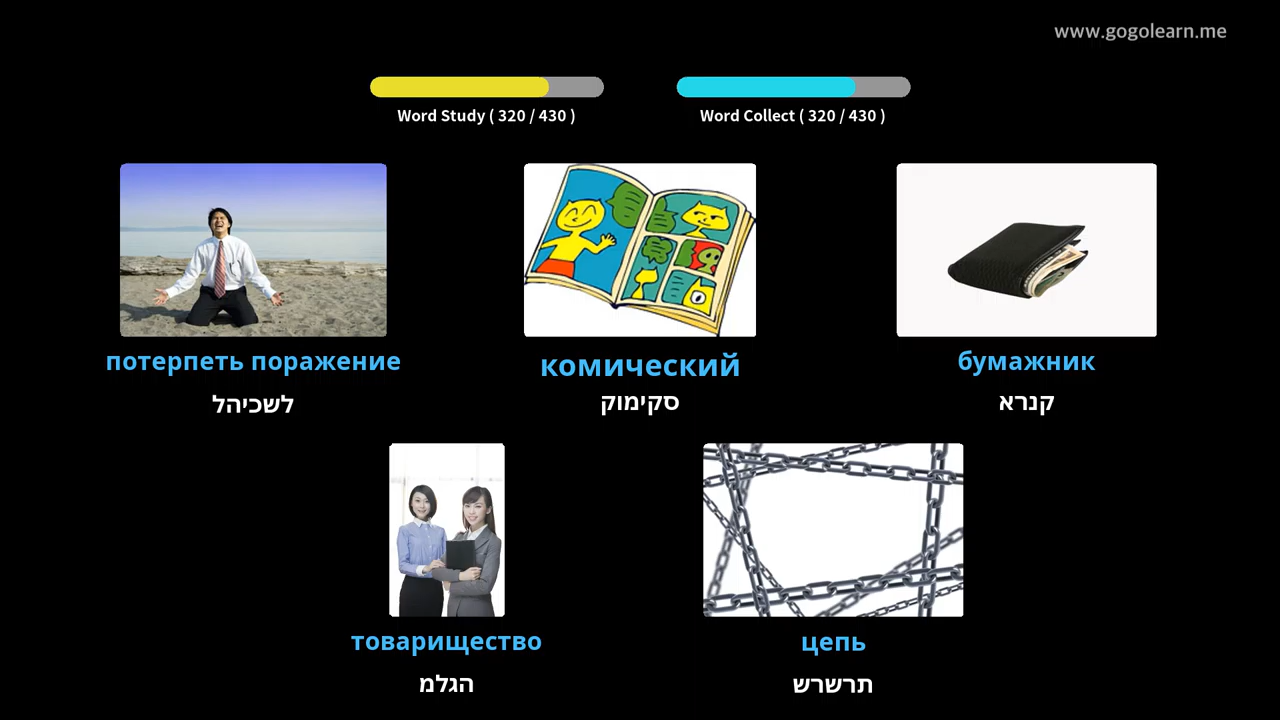 www.gogolearn.me
Word Study ( 320 / 430 )
Word Collect ( 320 / 430 )
потерпеть поражение
לשכיהל
комический
סקימוק
бумажник
קנרא
товарищество
הגלמ
цепь
תרשרש